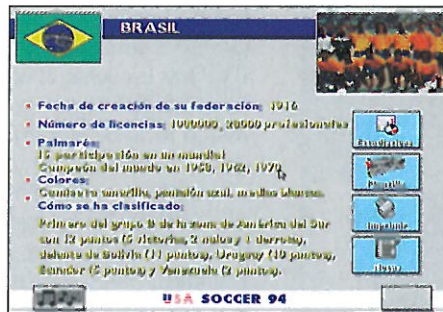 BRASIL
• Fecha de creación de su federación: 1916
• Número de licencias: 1000000, 20000 profesionales
• Palmarés:
15 participación en un mundial
Campeón del mundo en 1958, 1962, 1970.
• Colores:
Camiseta amarilla, pantalón azul, medias blancas.
• Cómo se ha clasificado:
Primero del grupo B de la zona de América del Sur
con 12 puntos (5 victorias, 2 nulos y 1 derrota),
delante de Bolivia (11 puntos), Uruguay (10 puntos),
Ecuador (5 puntos) y Venezuela (2 puntos).
Estadísticas
Imprimir
USA SOCCER 94